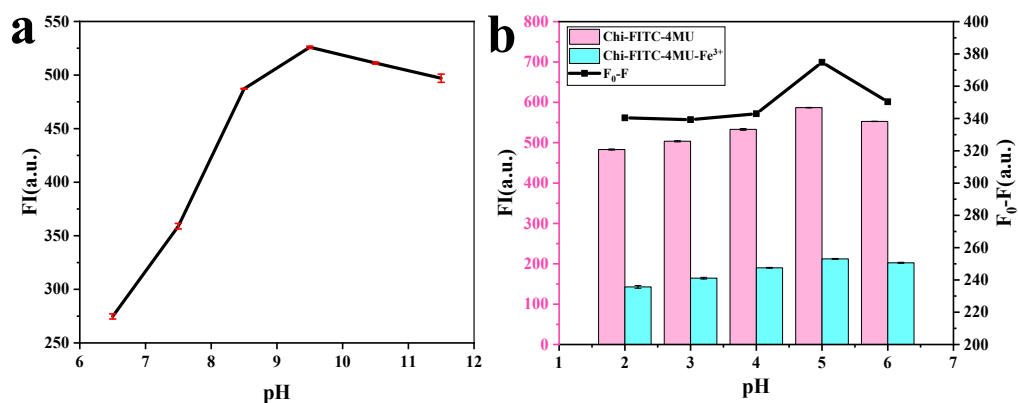 a
550
500
450
400
350
300
250
FI(a.u.)
6 7 8 9 10 11 12
pH
b
800
700
600
500
400
300
200
100
0
FI(a.u.)
Chi-FITC-4MU
Chi-FITC-4MU-Fe³⁺
F₀-F
400
380
360
340
320
300
280
260
240
220
200
F₀-F(a.u.)
1 2 3 4 5 6 7
pH